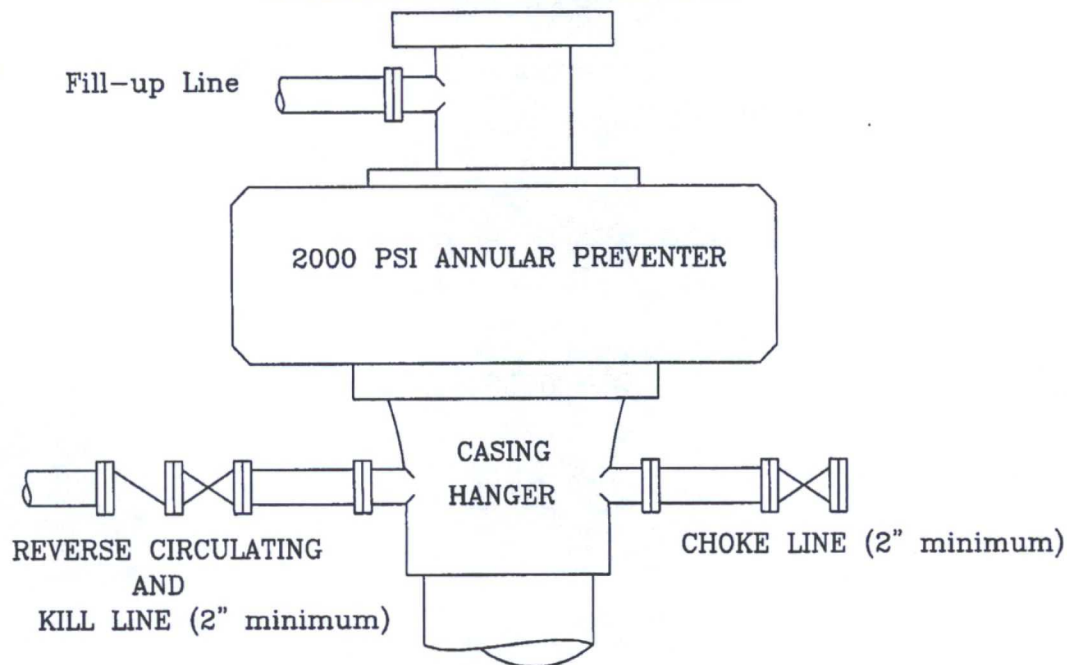 Fill-up Line
2000 PSI ANNULAR PREVENTER
CASING
HANGER
REVERSE CIRCULATING
AND
KILL LINE (2" minimum)
CHOKE LINE (2" minimum)